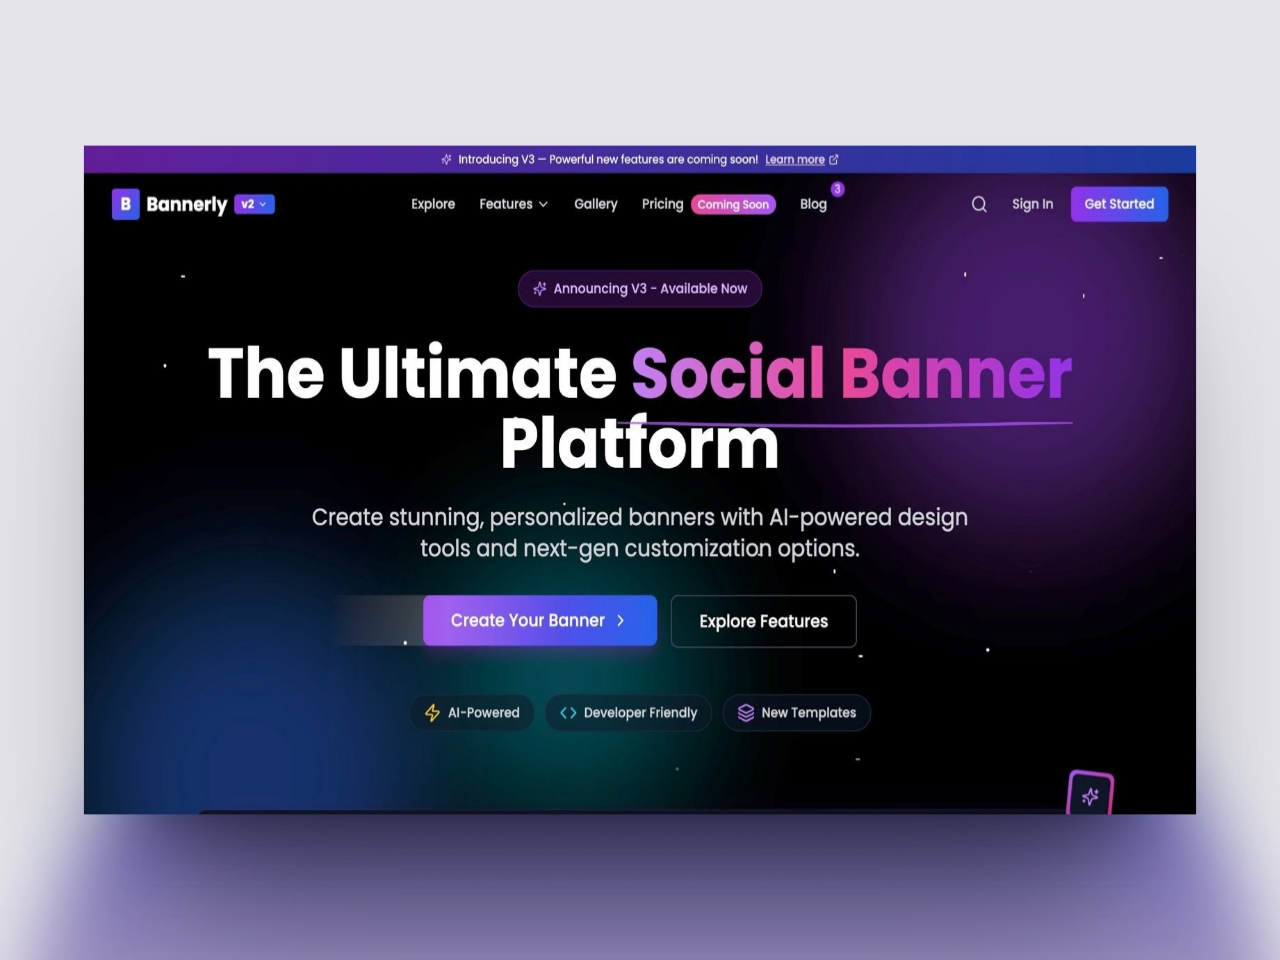 Introducing V3 — Powerful new features are coming soon! Learn more
B Bannerly v2
Explore Features Gallery Pricing Coming Soon Blog 3
Sign In Get Started
Announcing V3 - Available Now
The Ultimate Social Banner
Platform
Create stunning, personalized banners with AI-powered design
tools and next-gen customization options.
Create Your Banner Explore Features
AI-Powered Developer Friendly New Templates